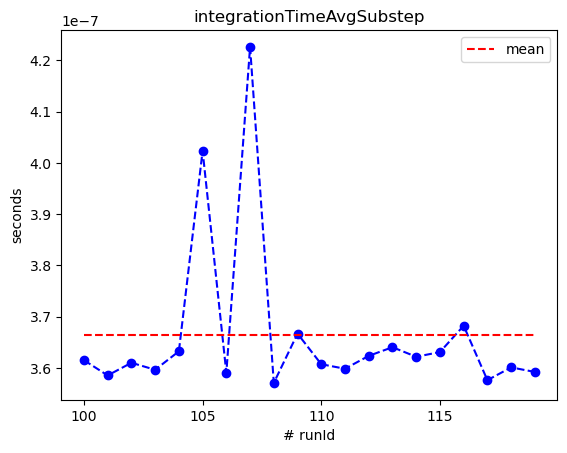 integrationTimeAvgSubstep
1e−7
mean
4.2
4.1
4.0
3.9
3.8
3.7
3.6
seconds
100 105 110 115
# runId